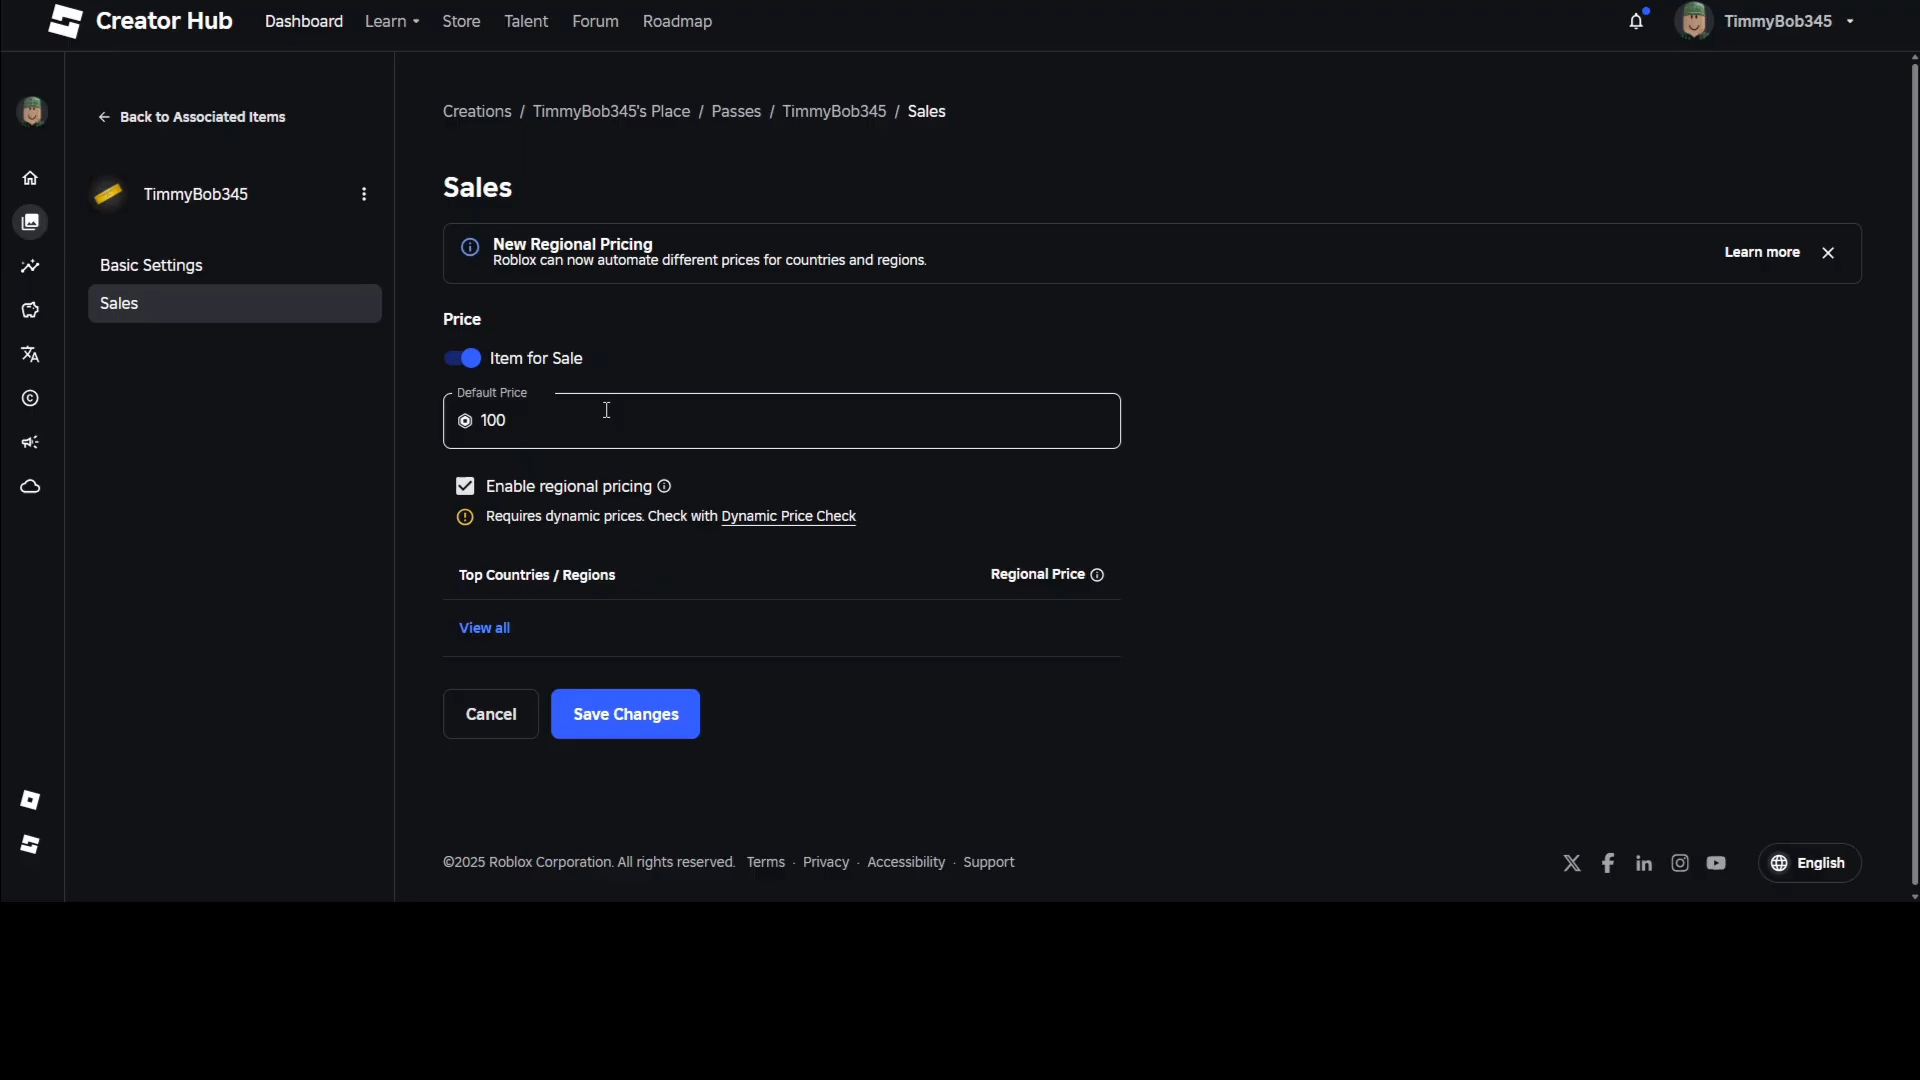 Creator Hub
Dashboard
Learn
Store
Talent
Forum
Roadmap
TimmyBob345
Back to Associated Items
TimmyBob345
Basic Settings
Sales
Creations / TimmyBob345's Place / Passes / TimmyBob345 / Sales
Sales
New Regional Pricing
Roblox can now automate different prices for countries and regions.
Learn more
Price
Item for Sale
Default Price
100
Enable regional pricing
Requires dynamic prices. Check with Dynamic Price Check
Top Countries / Regions
Regional Price
View all
Cancel
Save Changes
©2025 Roblox Corporation. All rights reserved. Terms · Privacy · Accessibility · Support
English